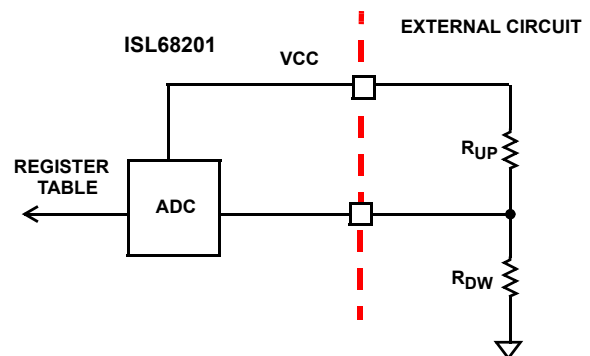 EXTERNAL CIRCUIT
ISL68201
VCC
RUP
REGISTER
TABLE
ADC
RDW